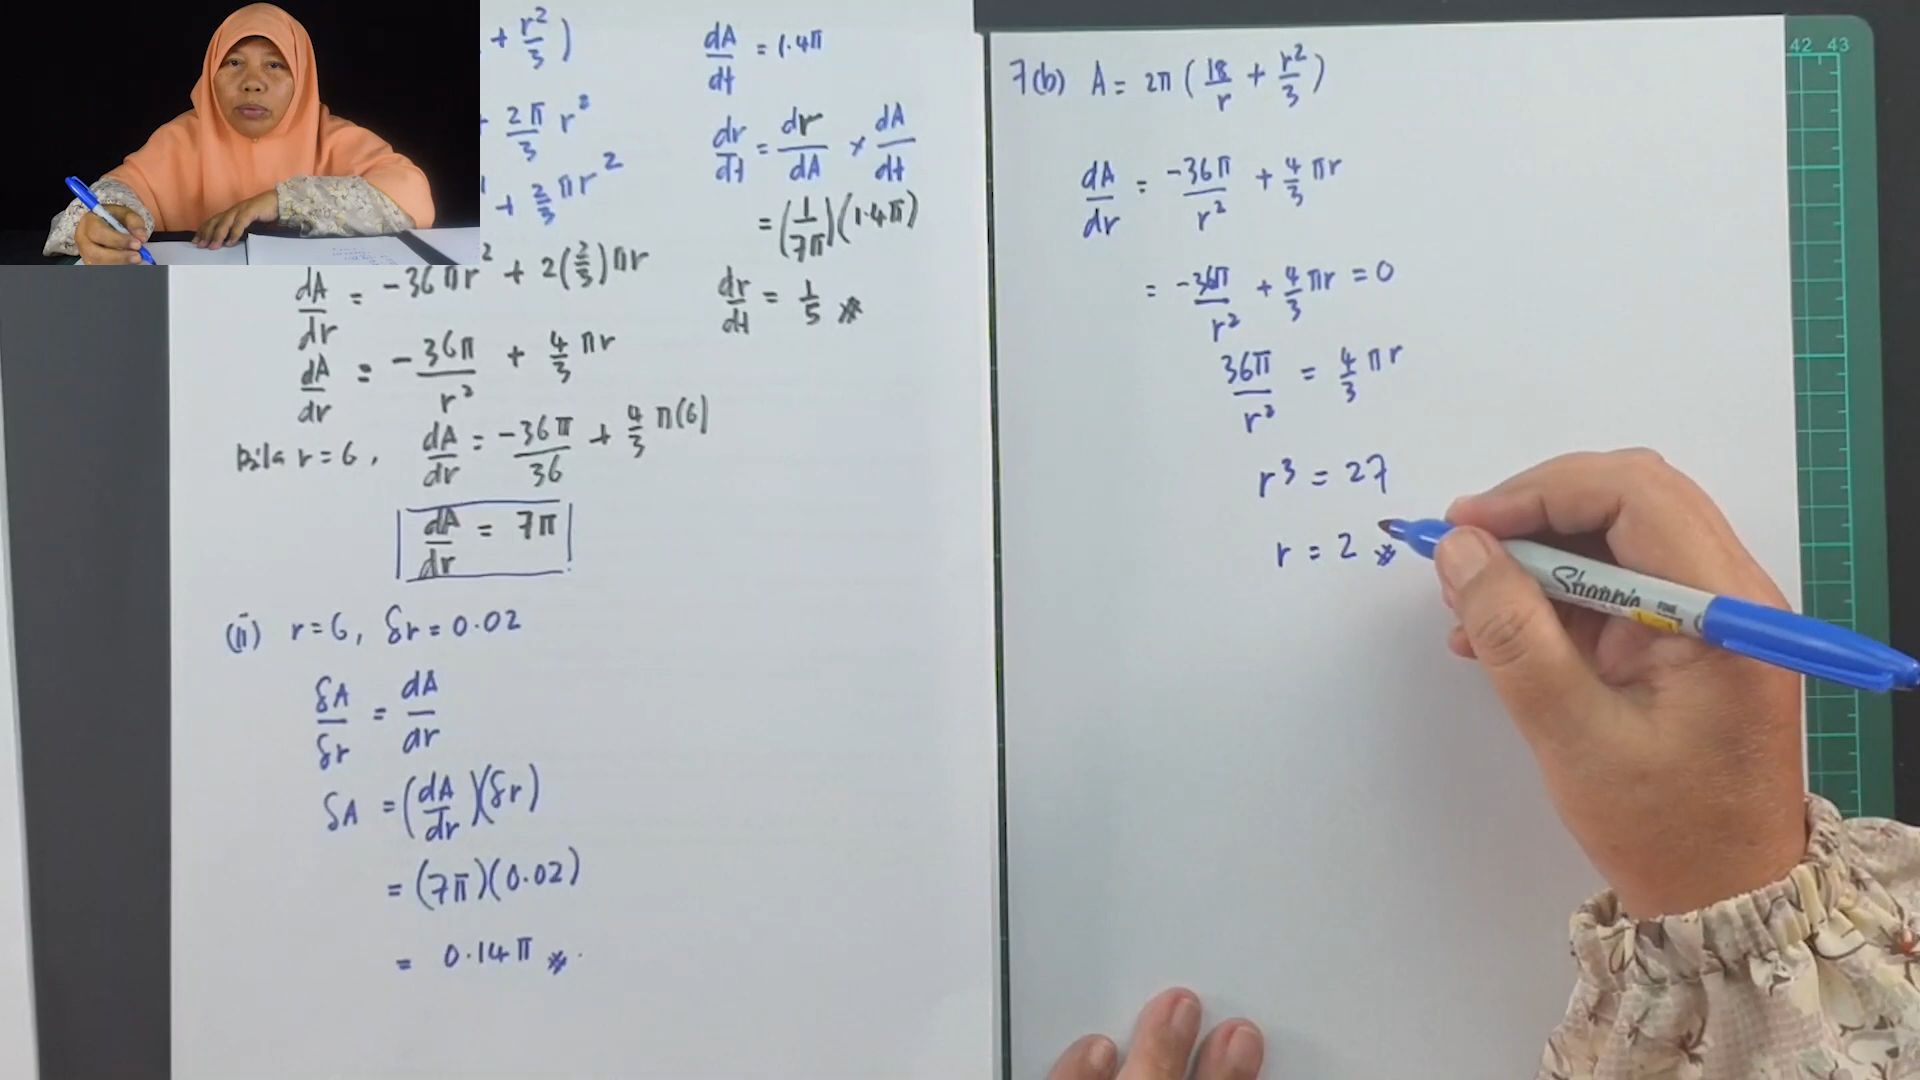 + r²/3 )
2π/3 r²
+ 2/3 πr²
dA/dr = -36πr² + 2(2/3)πr
dA/dr = -36π/r² + 4/3 πr
Bila r = 6, dA/dr = -36π/36 + 4/3 π(6)
dA/dr = 7π
(ii) r = 6, δr = 0.02
δA/δr = dA/dr
δA = (dA/dr)(δr)
= (7π)(0.02)
= 0.14π
dA/dt = 1.4π
dr/dt = dr/dA × dA/dt
= (1/7π)(1.4π)
dr/dt = 1/5
7(b) A = 2π ( 18/r + r²/3 )
dA/dr = -36π/r² + 4/3 πr
= -36π/r² + 4/3 πr = 0
36π/r² = 4/3 πr
r³ = 27
r = 2
Sharpie
FINE
42 43